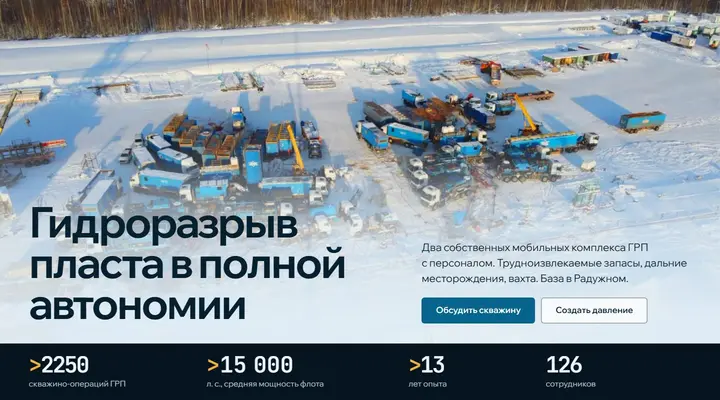 Гидроразрыв
пласта в полной
автономии
Два собственных мобильных комплекса ГРП
с персоналом. Трудноизвлекаемые запасы, дальние
месторождения, вахта. База в Радужном.
Обсудить скважину
Создать давление
>2250
скважино-операций ГРП
>15 000
л. с., средняя мощность флота
>13
лет опыта
126
сотрудников